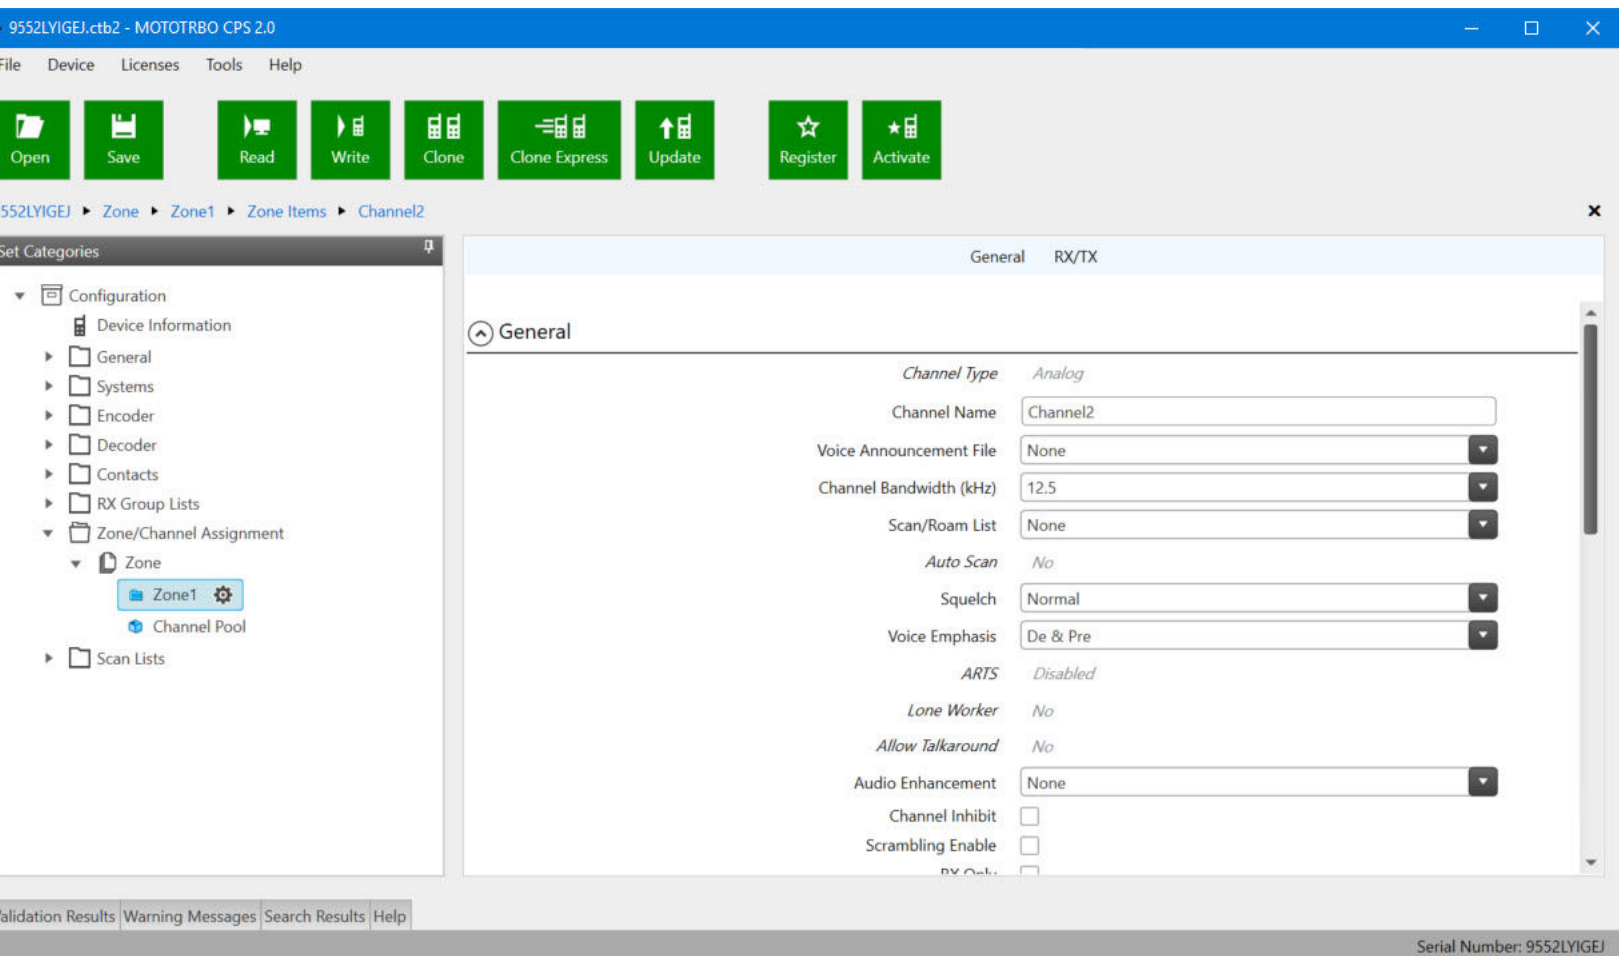 9552LYIGEJ.ctb2 - MOTOTRBO CPS 2.0
File Device Licenses Tools Help
Open Save Read Write Clone Clone Express Update Register Activate
552LYIGEJ Zone Zone1 Zone Items Channel2
Set Categories
General RX/TX
Configuration
Device Information
General
Systems
Encoder
Decoder
Contacts
RX Group Lists
Zone/Channel Assignment
Zone
Zone1
Channel Pool
Scan Lists
General
Channel Type Analog
Channel Name Channel2
Voice Announcement File None
Channel Bandwidth (kHz) 12.5
Scan/Roam List None
Auto Scan No
Squelch Normal
Voice Emphasis De & Pre
ARTS Disabled
Lone Worker No
Allow Talkaround No
Audio Enhancement None
Channel Inhibit
Scrambling Enable
RX Only
Validation Results Warning Messages Search Results Help
Serial Number: 9552LYIGEJ